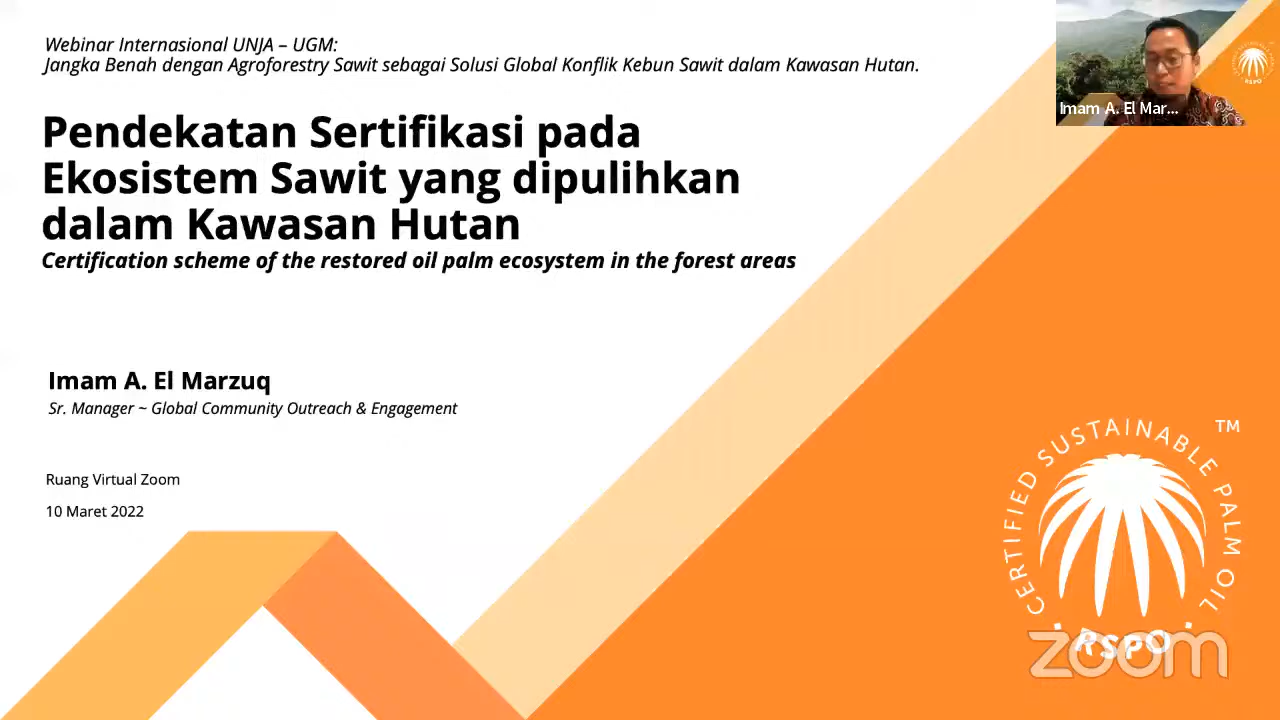 Webinar Internasional UNJA – UGM:
Jangka Benah dengan Agroforestry Sawit sebagai Solusi Global Konflik Kebun Sawit dalam Kawasan Hutan.
Imam A. El Mar...
RSPO
Pendekatan Sertifikasi pada
Ekosistem Sawit yang dipulihkan
dalam Kawasan Hutan
Certification scheme of the restored oil palm ecosystem in the forest areas
Imam A. El Marzuq
Sr. Manager ~ Global Community Outreach & Engagement
Ruang Virtual Zoom
10 Maret 2022
TM
CERTIFIED SUSTAINABLE PALM OIL
RSPO
zoom